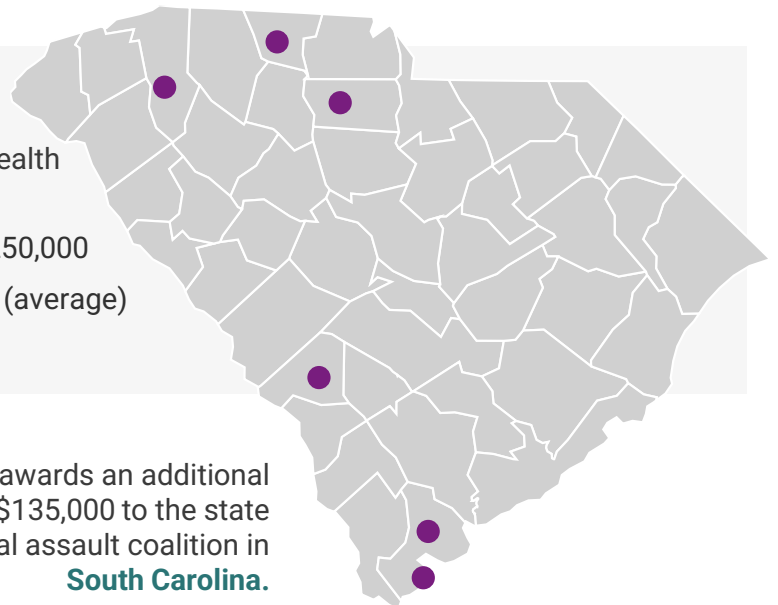 ealth
50,000
(average)
awards an additional
$135,000 to the state
al assault coalition in
South Carolina.